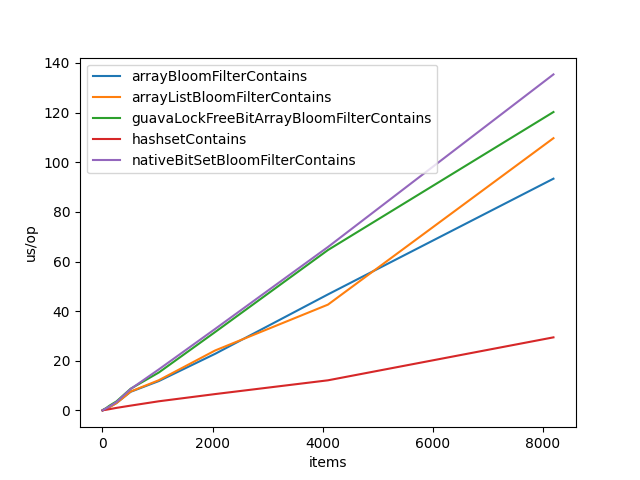 140
120
100
80
60
40
20
0
us/op
arrayBloomFilterContains
arrayListBloomFilterContains
guavaLockFreeBitArrayBloomFilterContains
hashsetContains
nativeBitSetBloomFilterContains
0 2000 4000 6000 8000
items